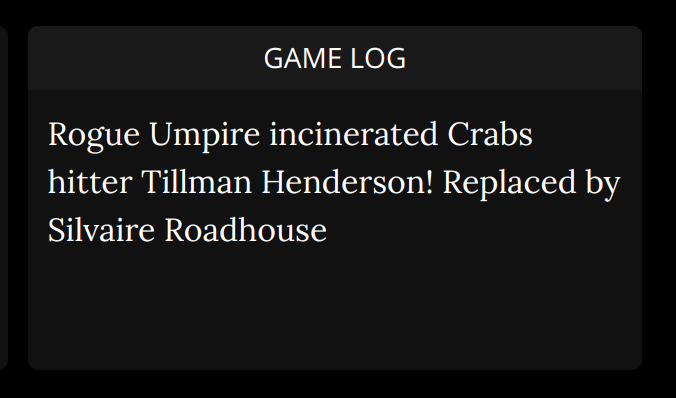 GAME LOG
Rogue Umpire incinerated Crabs
hitter Tillman Henderson! Replaced by
Silvaire Roadhouse